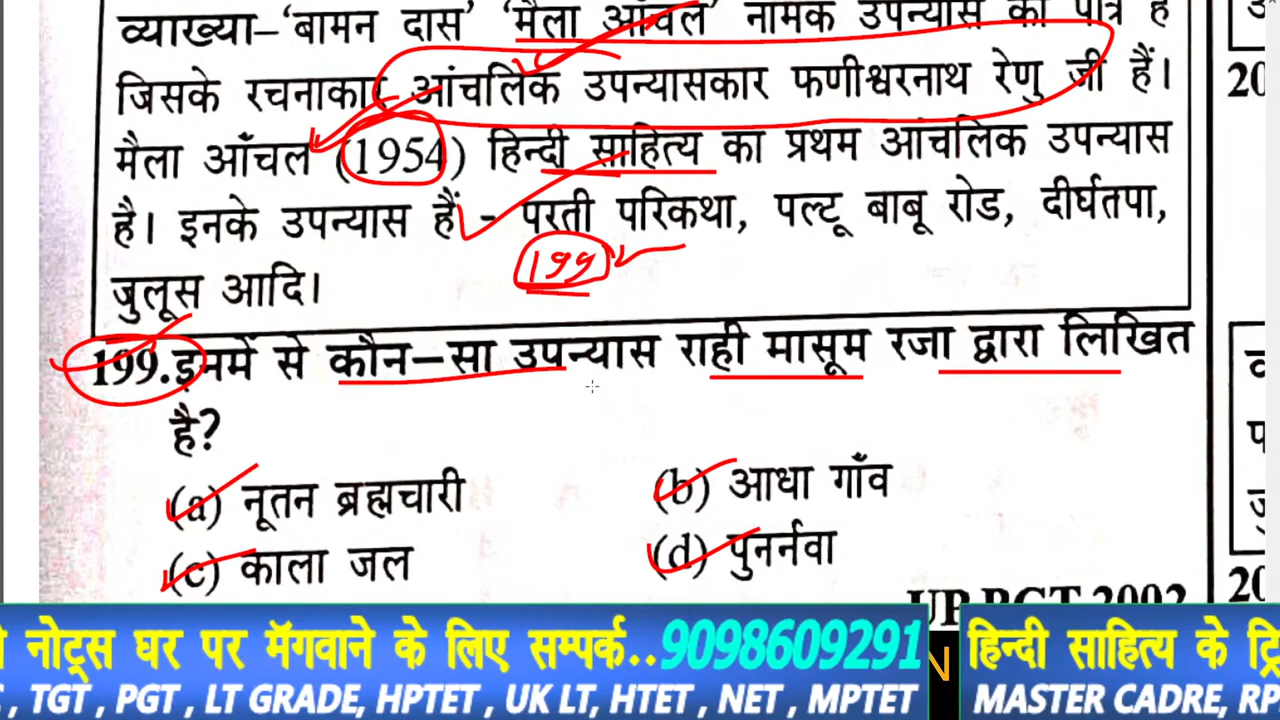 व्याख्या–'बामन दास' 'मैला आँचल' नामक उपन्यास का पात्र है
जिसके रचनाकार आंचलिक उपन्यासकार फणीश्वरनाथ रेणु जी हैं।
मैला आँचल (1954) हिन्दी साहित्य का प्रथम आंचलिक उपन्यास
है। इनके उपन्यास हैं - परती परिकथा, पल्टू बाबू रोड, दीर्घतपा,
जुलूस आदि।
199
199.इनमें से कौन–सा उपन्यास राही मासूम रजा द्वारा लिखित
है?
(a) नूतन ब्रह्मचारी (b) आधा गाँव
(c) काला जल (d) पुनर्नवा
UP PGT 2002
20
20
नोट्स घर पर मॅगवाने के लिए सम्पर्क..9098609291
N
हिन्दी साहित्य के
, TGT , PGT , LT GRADE, HPTET , UK LT, HTET , NET , MPTET
MASTER CADRE,